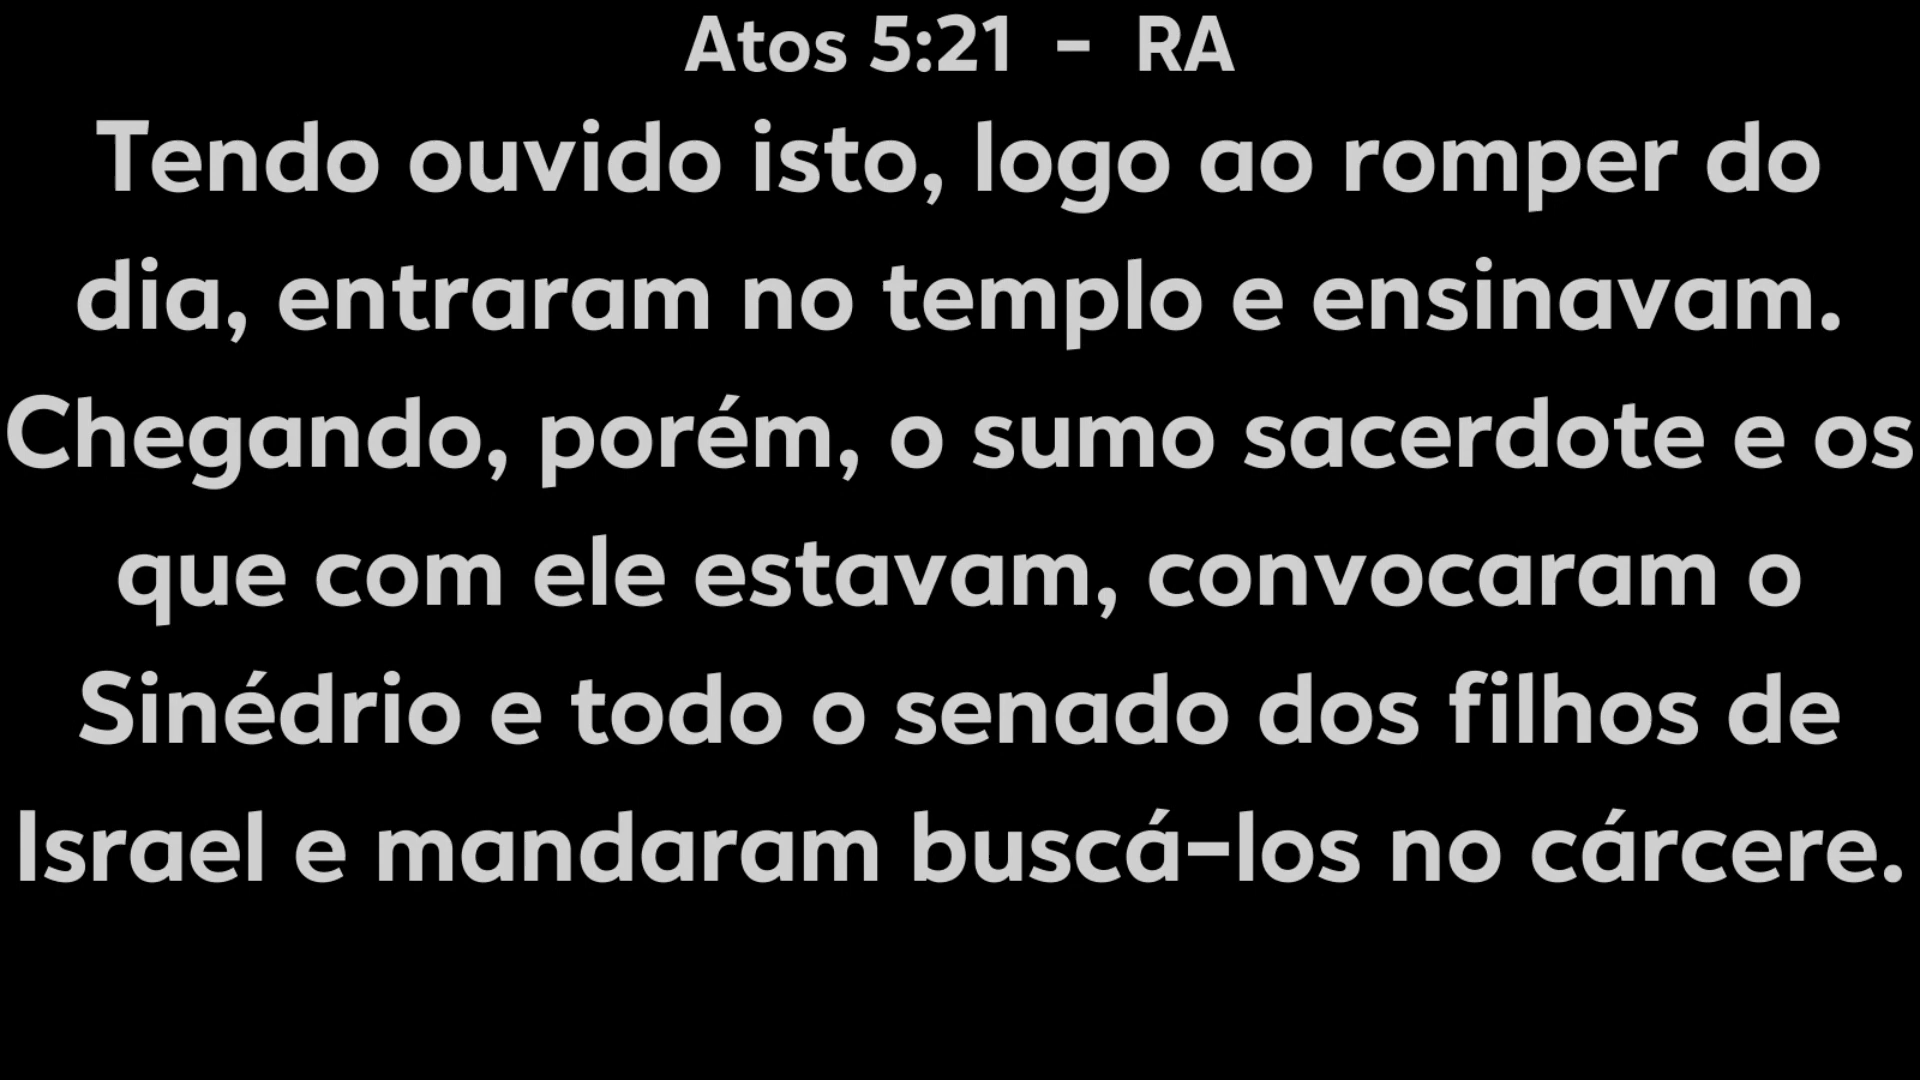 Atos 5:21 - RA
Tendo ouvido isto, logo ao romper do
dia, entraram no templo e ensinavam.
Chegando, porém, o sumo sacerdote e os
que com ele estavam, convocaram o
Sinédrio e todo o senado dos filhos de
Israel e mandaram buscá-los no cárcere.